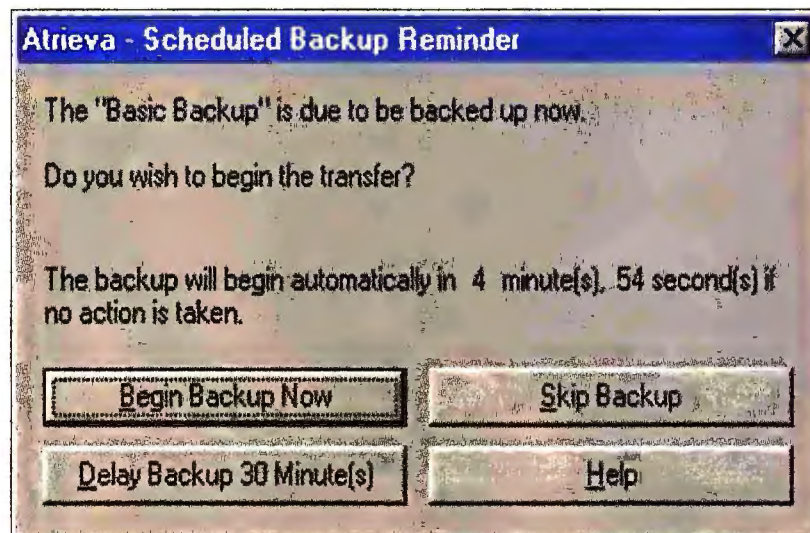 Atrieva - Scheduled Backup Reminder
The "Basic Backup" is due to be backed up now.
Do you wish to begin the transfer?
The backup will begin automatically in 4 minute(s), 54 second(s) if
no action is taken.
Begin Backup Now
Skip Backup
Delay Backup 30 Minute(s)
Help